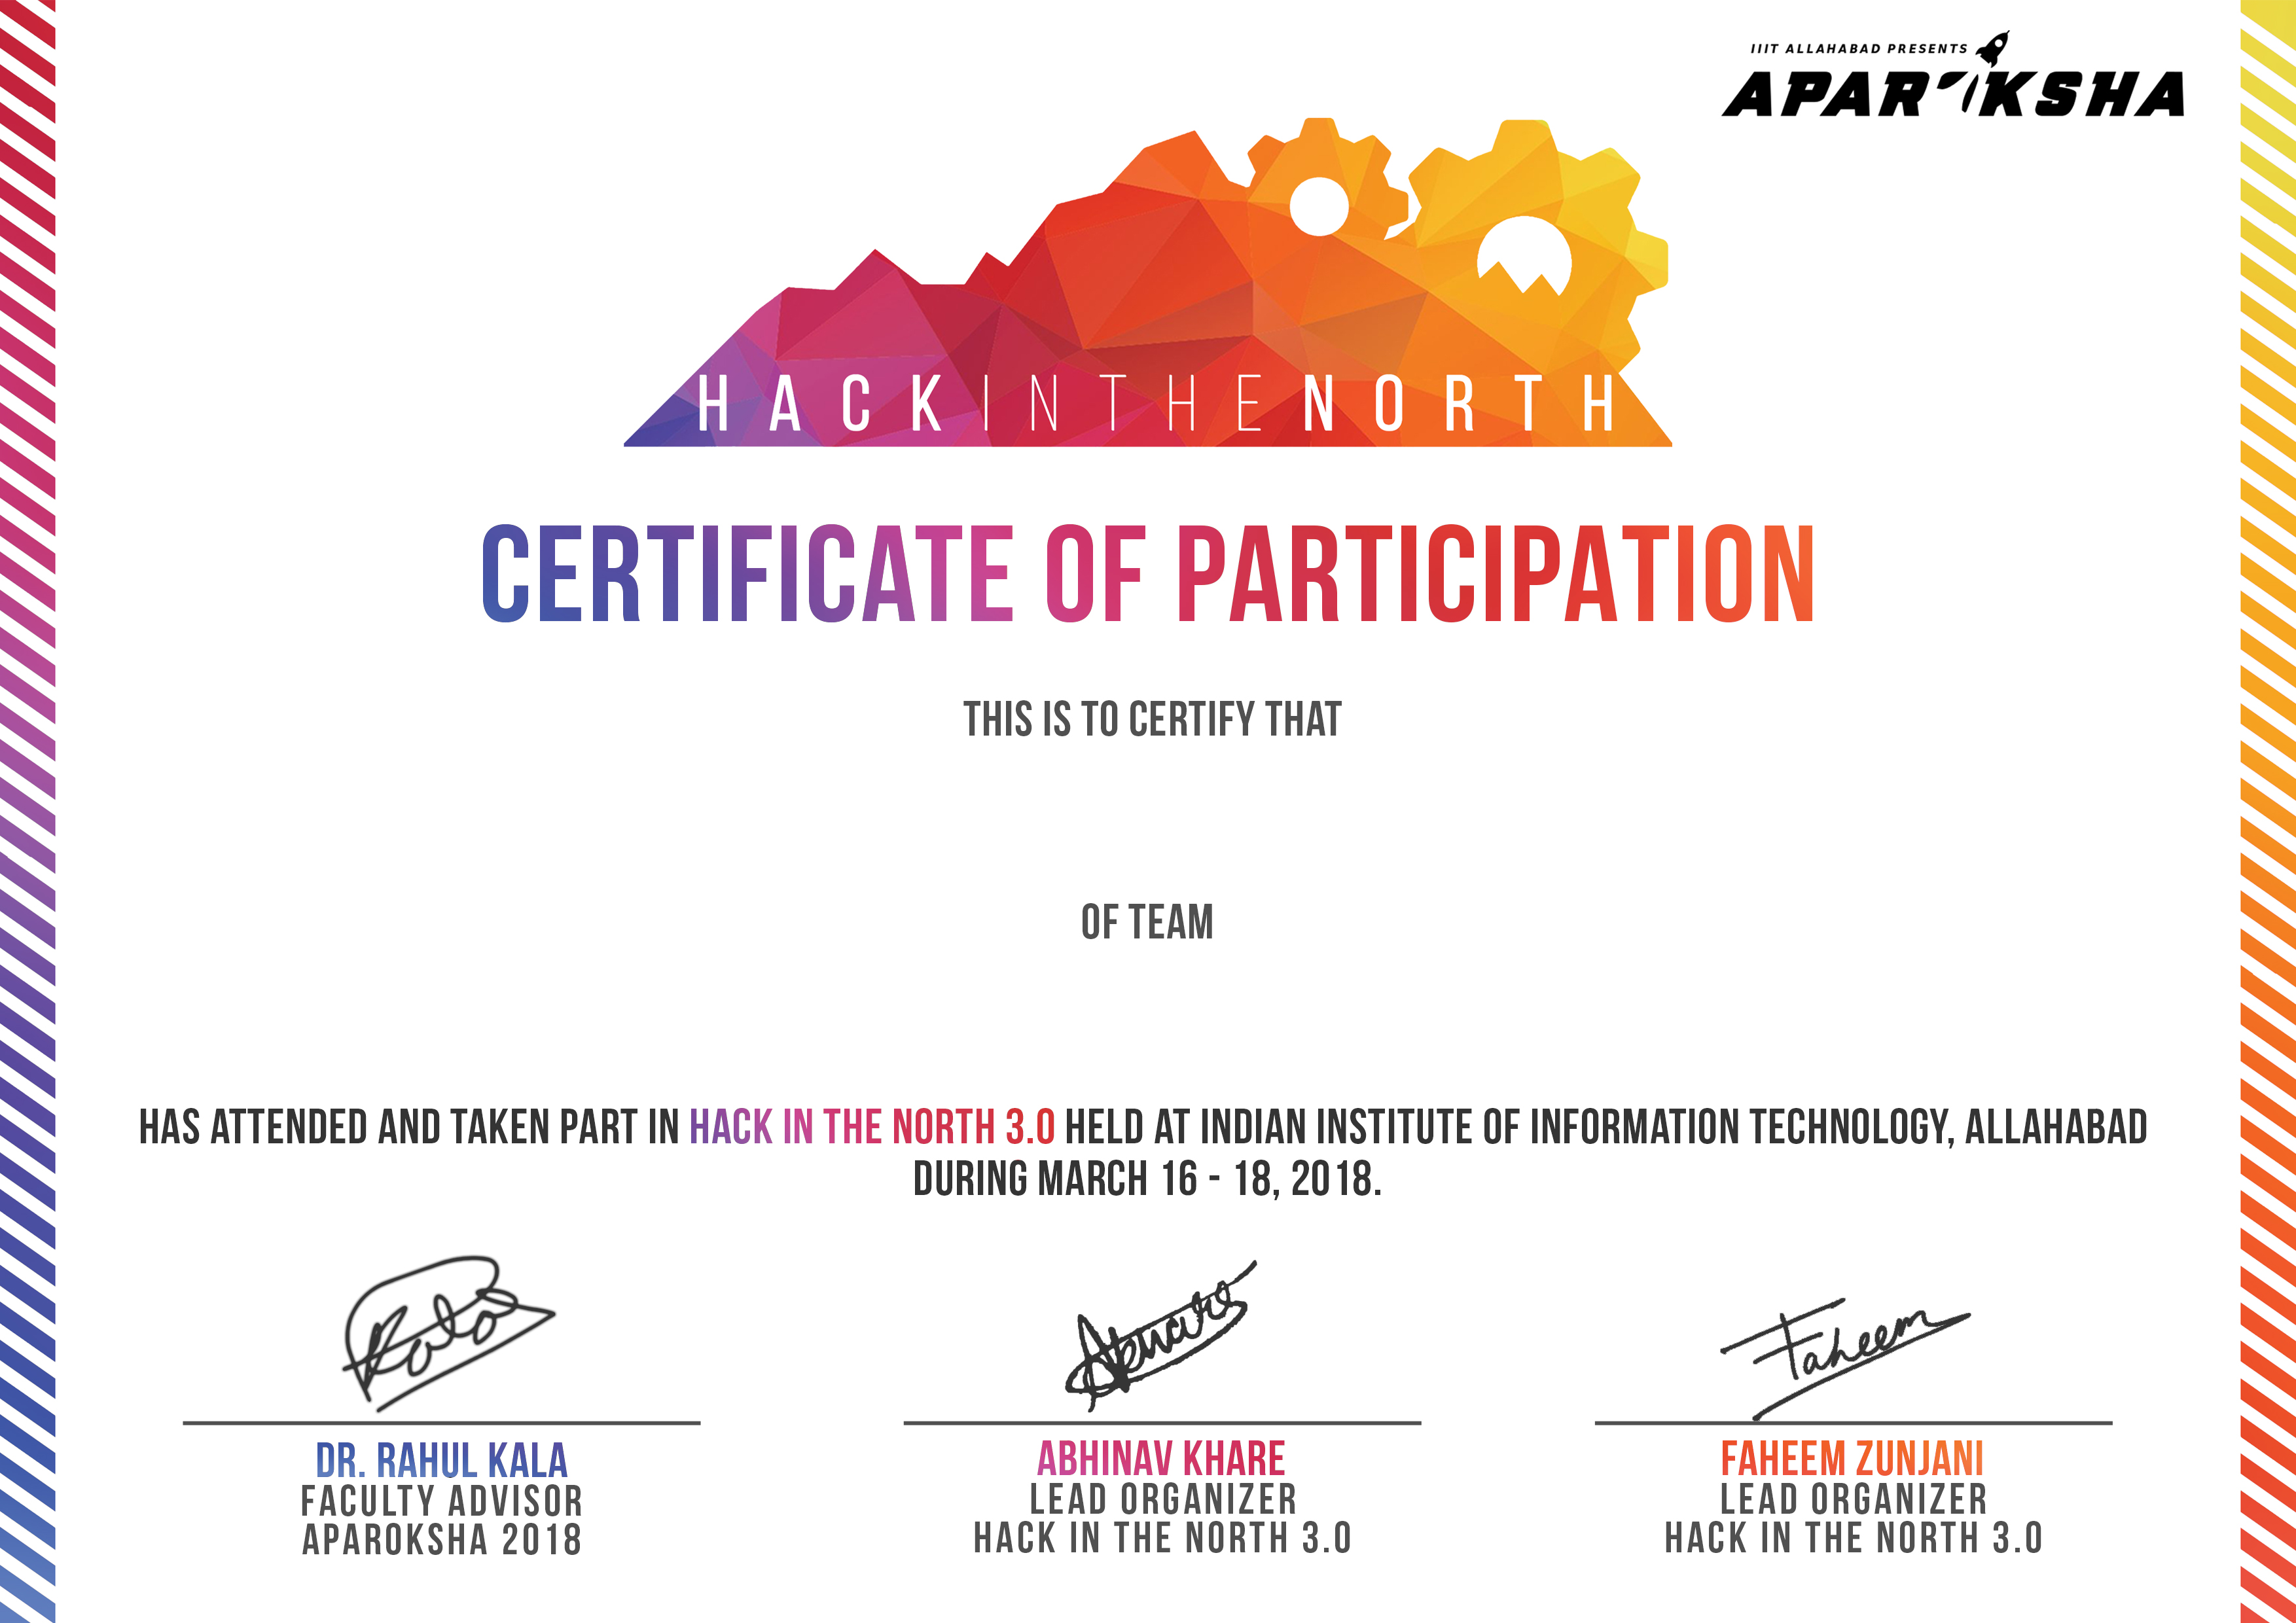 IIIT ALLAHABAD PRESENTS
APAROKSHA
HACKINTHENORTH
CERTIFICATE OF PARTICIPATION
THIS IS TO CERTIFY THAT
OF TEAM
HAS ATTENDED AND TAKEN PART IN HACK IN THE NORTH 3.0 HELD AT INDIAN INSTITUTE OF INFORMATION TECHNOLOGY, ALLAHABAD
DURING MARCH 16 - 18, 2018.
Kala
Abhinav
Faheem
DR. RAHUL KALA
FACULTY ADVISOR
APAROKSHA 2018
ABHINAV KHARE
LEAD ORGANIZER
HACK IN THE NORTH 3.0
FAHEEM ZUNJANI
LEAD ORGANIZER
HACK IN THE NORTH 3.0